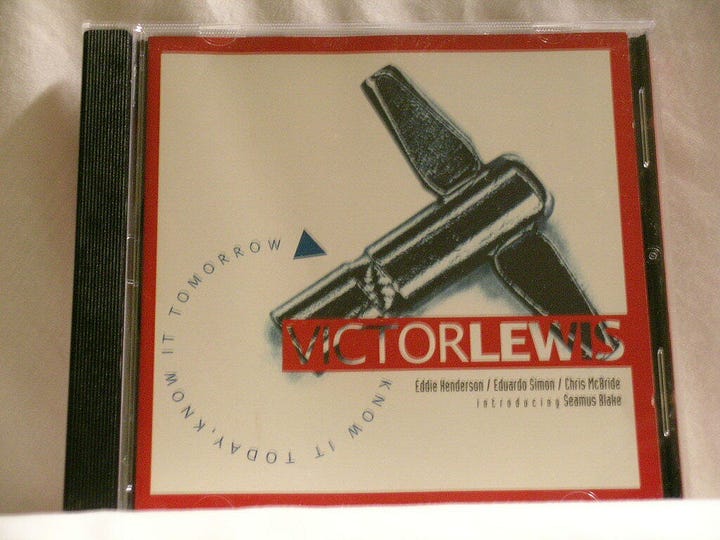 KNOW IT TODAY, KNOW IT TOMORROW
VICTORLEWIS
Eddie Henderson / Eduardo Simon / Chris McBride
introducing Seamus Blake